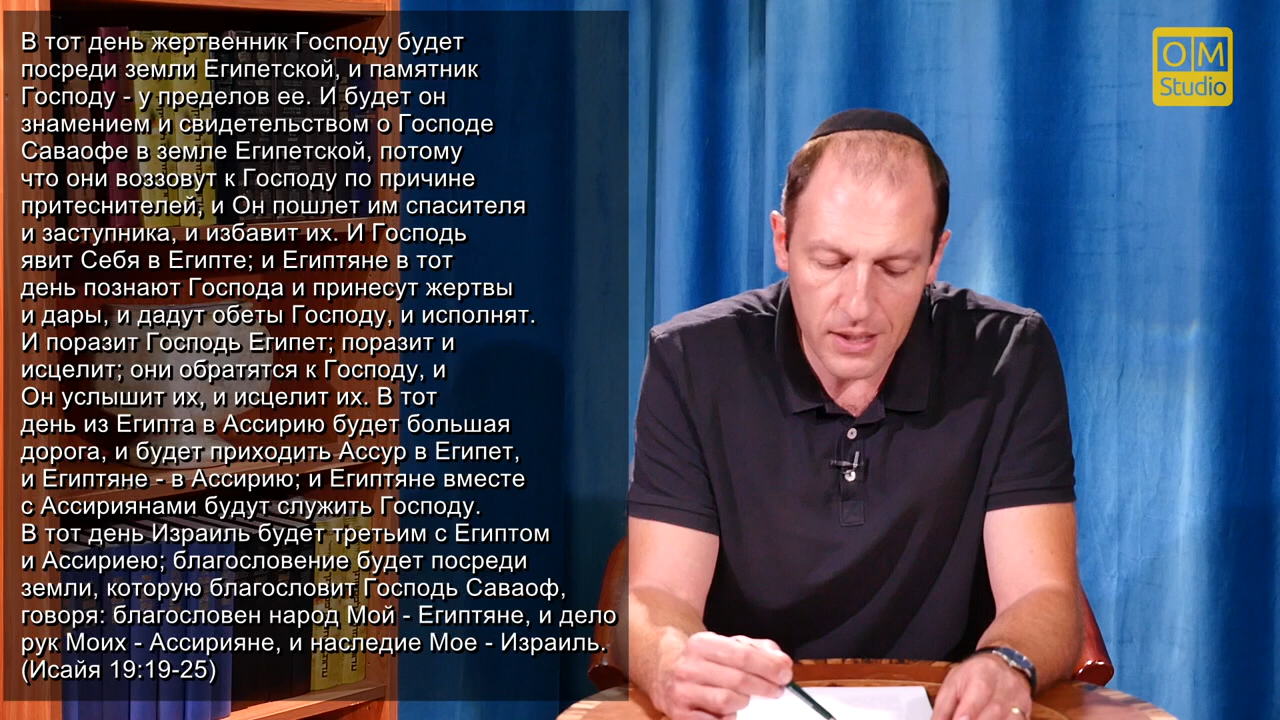 В тот день жертвенник Господу будет
посреди земли Египетской, и памятник
Господу - у пределов ее. И будет он
знамением и свидетельством о Господе
Саваофе в земле Египетской, потому
что они воззовут к Господу по причине
притеснителей, и Он пошлет им спасителя
и заступника, и избавит их. И Господь
явит Себя в Египте; и Египтяне в тот
день познают Господа и принесут жертвы
и дары, и дадут обеты Господу, и исполнят.
И поразит Господь Египет; поразит и
исцелит; они обратятся к Господу, и
Он услышит их, и исцелит их. В тот
день из Египта в Ассирию будет большая
дорога, и будет приходить Ассур в Египет,
и Египтяне - в Ассирию; и Египтяне вместе
с Ассириянами будут служить Господу.
В тот день Израиль будет третьим с Египтом
и Ассириею; благословение будет посреди
земли, которую благословит Господь Саваоф,
говоря: благословен народ Мой - Египтяне, и дело
рук Моих - Ассирияне, и наследие Мое - Израиль.
(Исайя 19:19-25)
O M
Studio